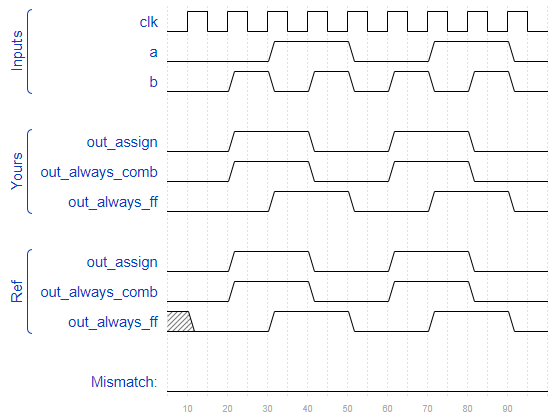 Inputs
clk
a
b
Yours
out_assign
out_always_comb
out_always_ff
Ref
out_assign
out_always_comb
out_always_ff
Mismatch:
10 20 30 40 50 60 70 80 90